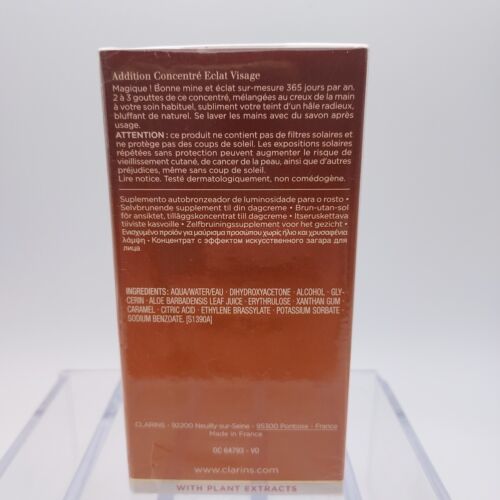 Addition Concentré Eclat Visage
Magique ! Bonne mine et éclat sur-mesure 365 jours par an.
2 à 3 gouttes de ce concentré, mélangées au creux de la main
à votre soin habituel, subliment votre teint d'un hâle radieux,
bluffant de naturel. Se laver les mains avec du savon après
usage.
ATTENTION : ce produit ne contient pas de filtres solaires et
ne protège pas des coups de soleil. Les expositions solaires
répétées sans protection peuvent augmenter le risque de
vieillissement cutané, de cancer de la peau, ainsi que d'autres
préjudices, même sans coup de soleil.
Lire notice. Testé dermatologiquement, non comédogène.
Suplemento autobronzeador de luminosidade para o rosto •
Selvbrunende supplement til din dagcreme • Brun-utan-sol
för ansiktet, tilläggskoncentrat till dagcreme • Itseruskettava
tiiviste kasvoille • Zelfbruiningssupplement voor het gezicht •
Ενισχυμένο προϊόν για μαύρισμα προσώπου χωρίς ήλιο και χρυσαφένια
λάμψη • Концентрат с эффектом искусственного загара для
лица
INGREDIENTS: AQUA/WATER/EAU · DIHYDROXYACETONE · ALCOHOL · GLY-
CERIN · ALOE BARBADENSIS LEAF JUICE · ERYTHRULOSE · XANTHAN GUM ·
CARAMEL · CITRIC ACID · ETHYLENE BRASSYLATE · POTASSIUM SORBATE ·
SODIUM BENZOATE. [S1390A]
CLARINS · 92200 Neuilly-sur-Seine · 95300 Pontoise · France
Made in France
OC 64793 - VO
www.clarins.com
WITH PLANT EXTRACTS